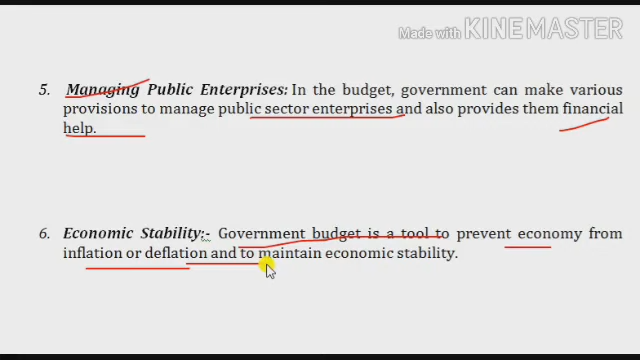 Made with KINEMASTER
5. Managing Public Enterprises: In the budget, government can make various
provisions to manage public sector enterprises and also provides them financial
help.
6. Economic Stability:- Government budget is a tool to prevent economy from
inflation or deflation and to maintain economic stability.